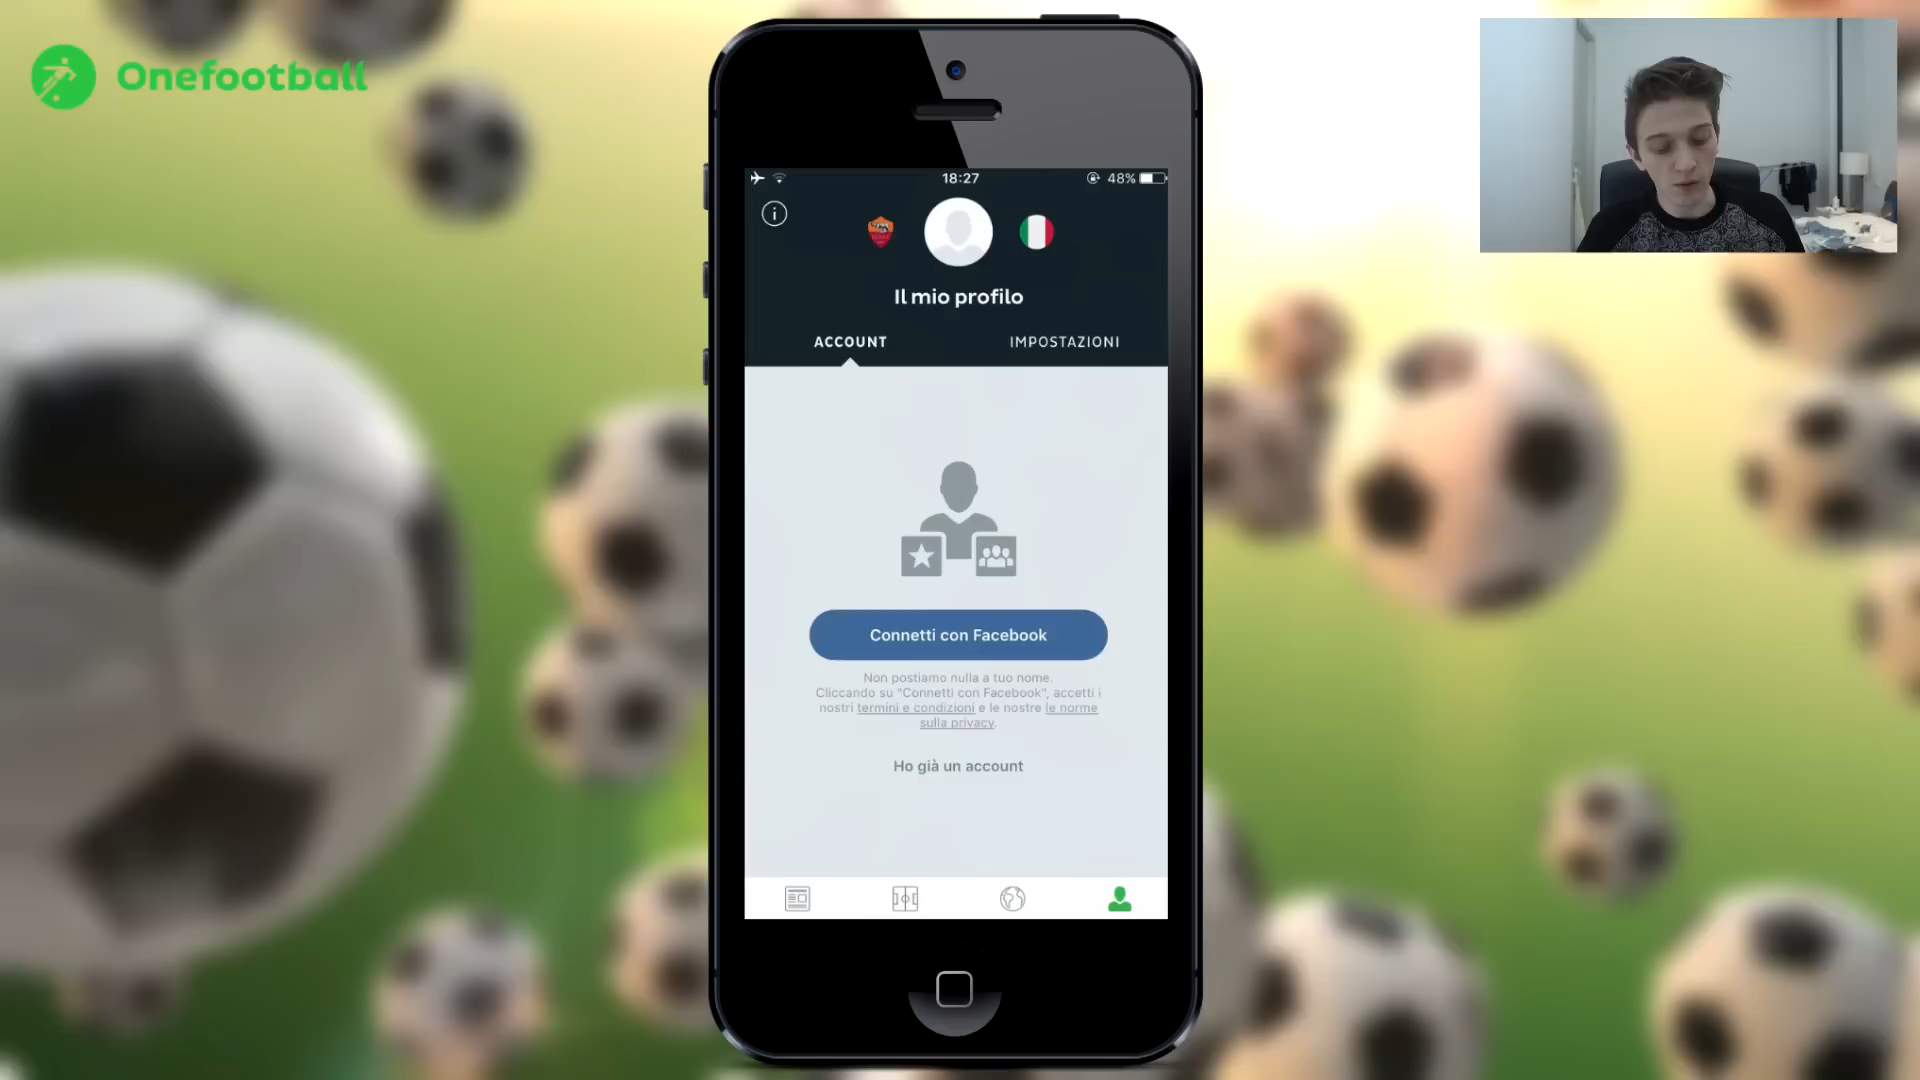 Onefootball
18:27
48%
Il mio profilo
ACCOUNT
IMPOSTAZIONI
Connetti con Facebook
Non postiamo nulla a tuo nome.
Cliccando su "Connetti con Facebook", accetti i
nostri termini e condizioni e le nostre le norme
sulla privacy.
Ho già un account